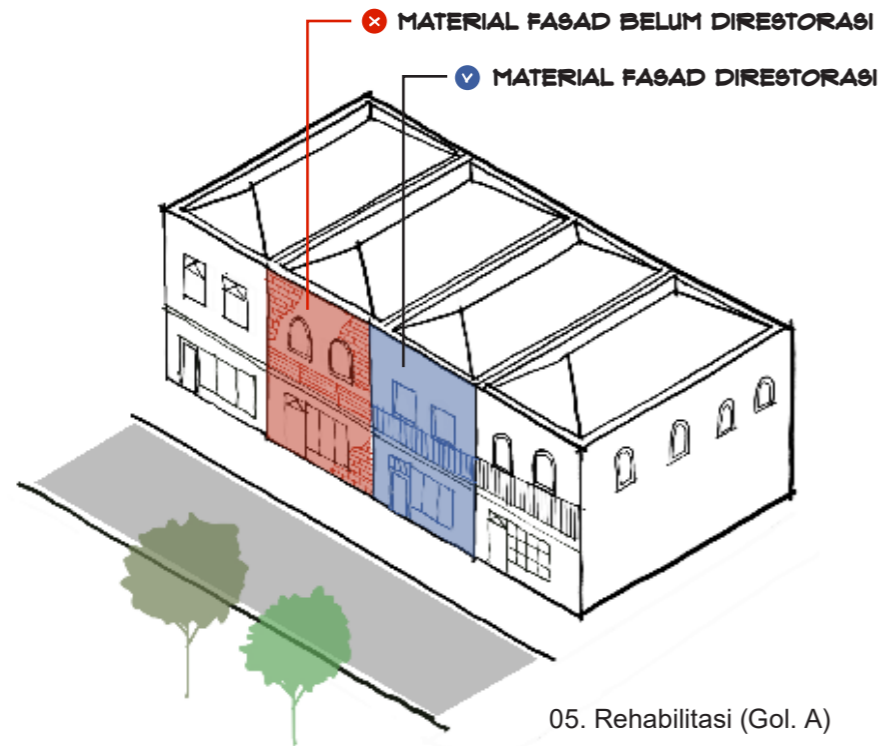 MATERIAL FASAD BELUM DIRESTORASI
MATERIAL FASAD DIRESTORASI
05. Rehabilitasi (Gol. A)